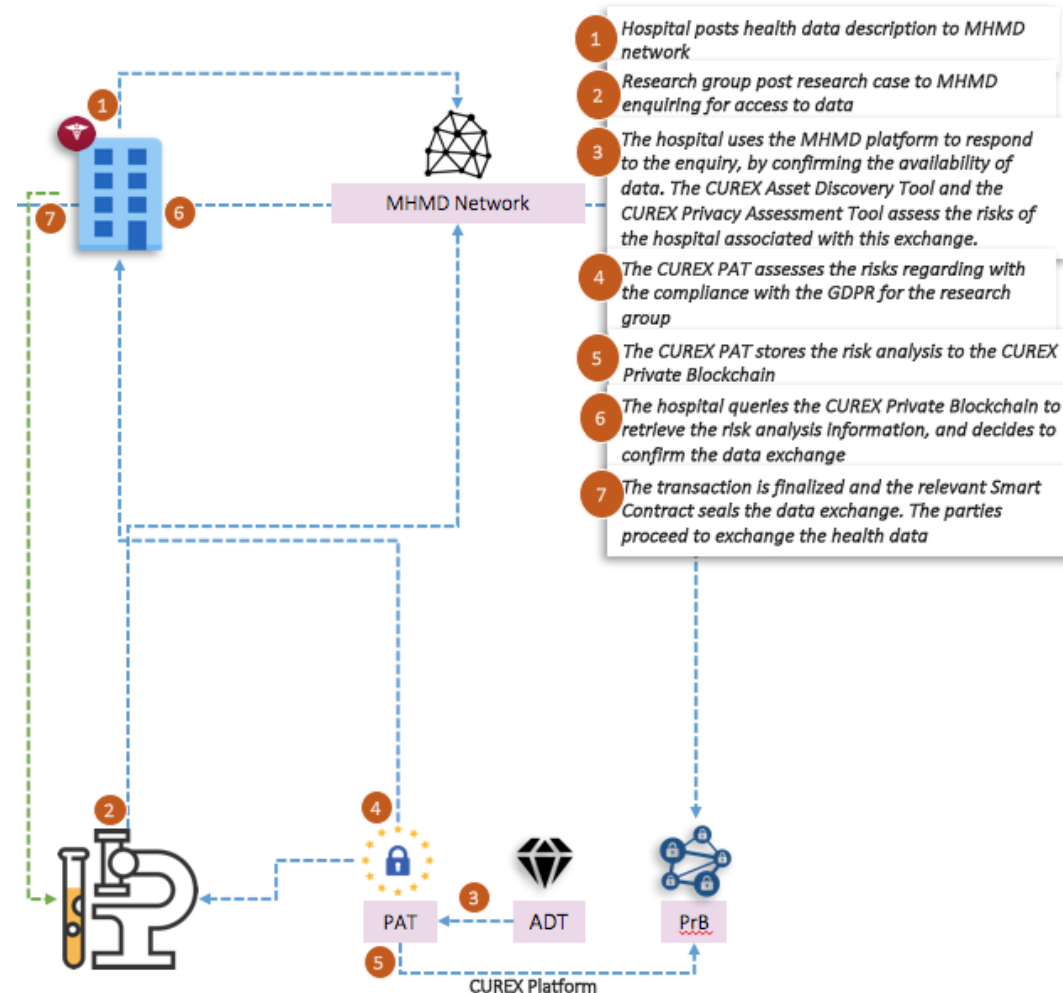 1
Hospital posts health data description to MHMD
network
2
Research group post research case to MHMD
enquiring for access to data
3
The hospital uses the MHMD platform to respond
to the enquiry, by confirming the availability of
data. The CUREX Asset Discovery Tool and the
CUREX Privacy Assessment Tool assess the risks of
the hospital associated with this exchange.
4
The CUREX PAT assesses the risks regarding with
the compliance with the GDPR for the research
group
5
The CUREX PAT stores the risk analysis to the CUREX
Private Blockchain
6
The hospital queries the CUREX Private Blockchain to
retrieve the risk analysis information, and decides to
confirm the data exchange
7
The transaction is finalized and the relevant Smart
Contract seals the data exchange. The parties
proceed to exchange the health data
1
7
6
MHMD Network
2
4
3
PAT
ADT
PrB
5
CUREX Platform